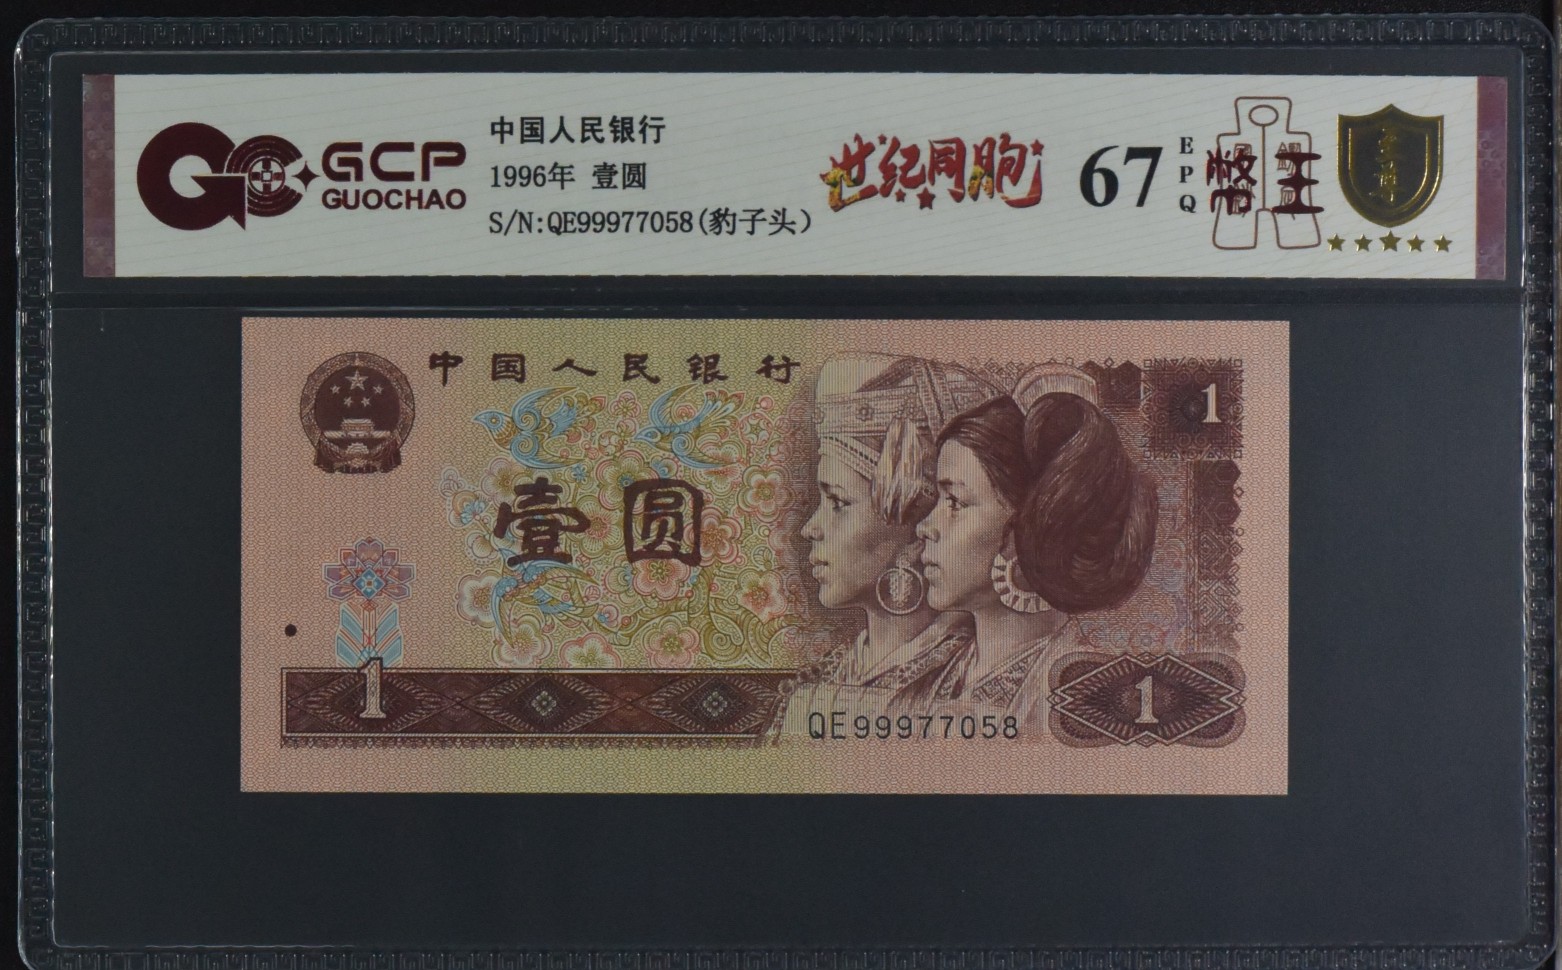 GCP
GUOCHAO
中国人民银行
1996年 壹圆
S/N:QE99977058(豹子头)
世纪同胞
67
EPQ
中国人民银行
1
壹圆
1
QE99977058
1